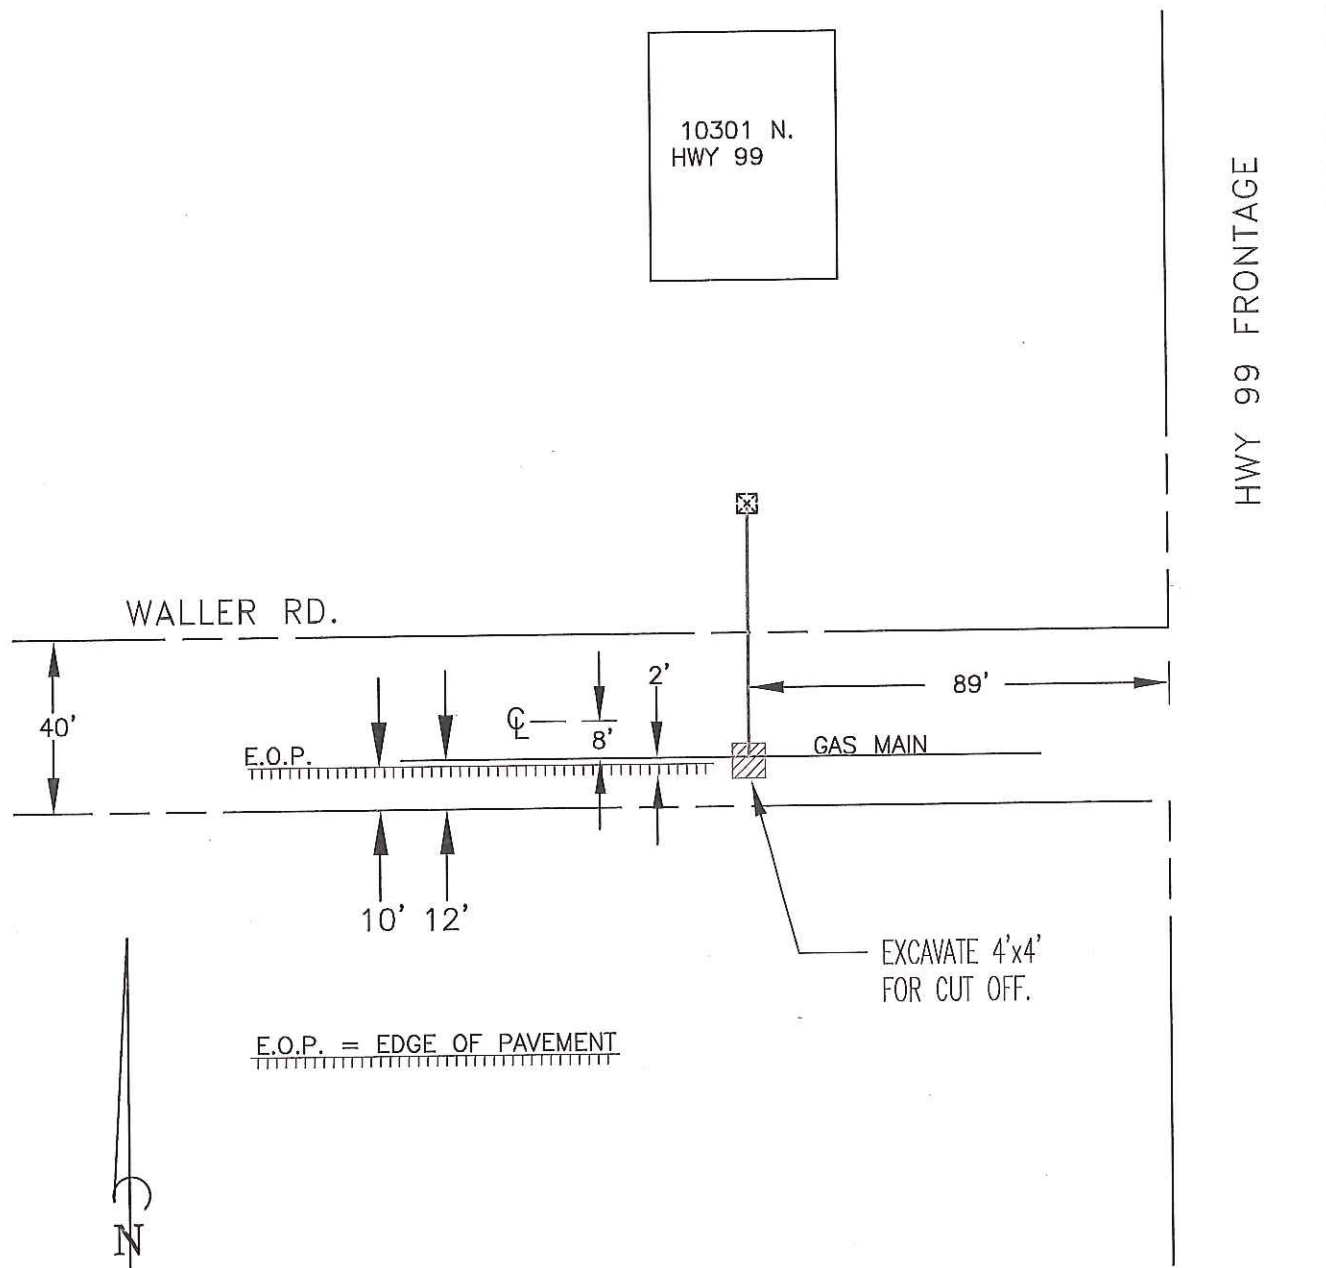 10301 N.
HWY 99
HWY 99 FRONTAGE
WALLER RD.
2'
89'
40'
℄
8'
E.O.P.
GAS MAIN
10' 12'
EXCAVATE 4'x4'
FOR CUT OFF.
E.O.P. = EDGE OF PAVEMENT
N